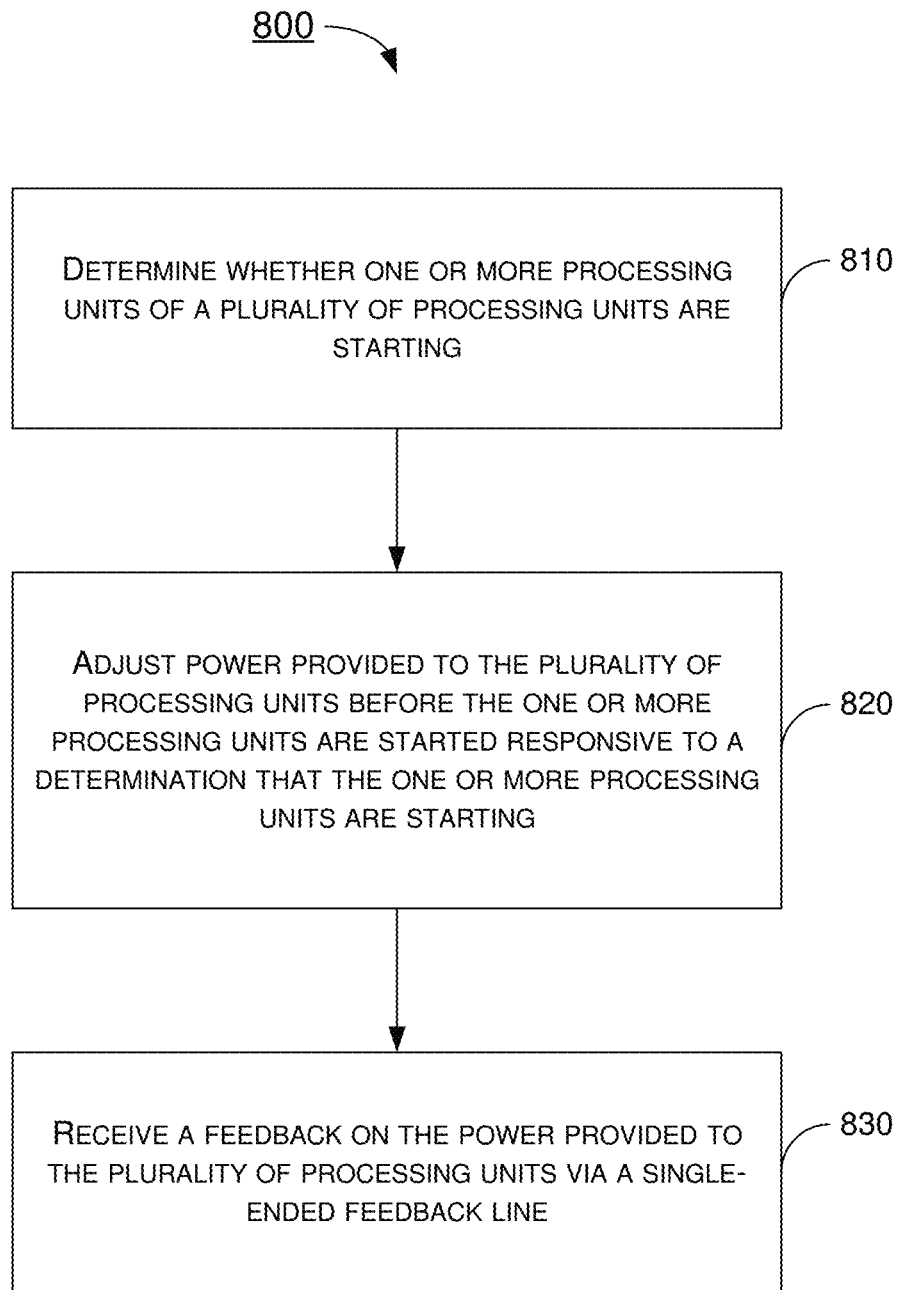 800
DETERMINE WHETHER ONE OR MORE PROCESSING
UNITS OF A PLURALITY OF PROCESSING UNITS ARE
STARTING
810
ADJUST POWER PROVIDED TO THE PLURALITY OF
PROCESSING UNITS BEFORE THE ONE OR MORE
PROCESSING UNITS ARE STARTED RESPONSIVE TO A
DETERMINATION THAT THE ONE OR MORE PROCESSING
UNITS ARE STARTING
820
RECEIVE A FEEDBACK ON THE POWER PROVIDED TO
THE PLURALITY OF PROCESSING UNITS VIA A SINGLE-
ENDED FEEDBACK LINE
830